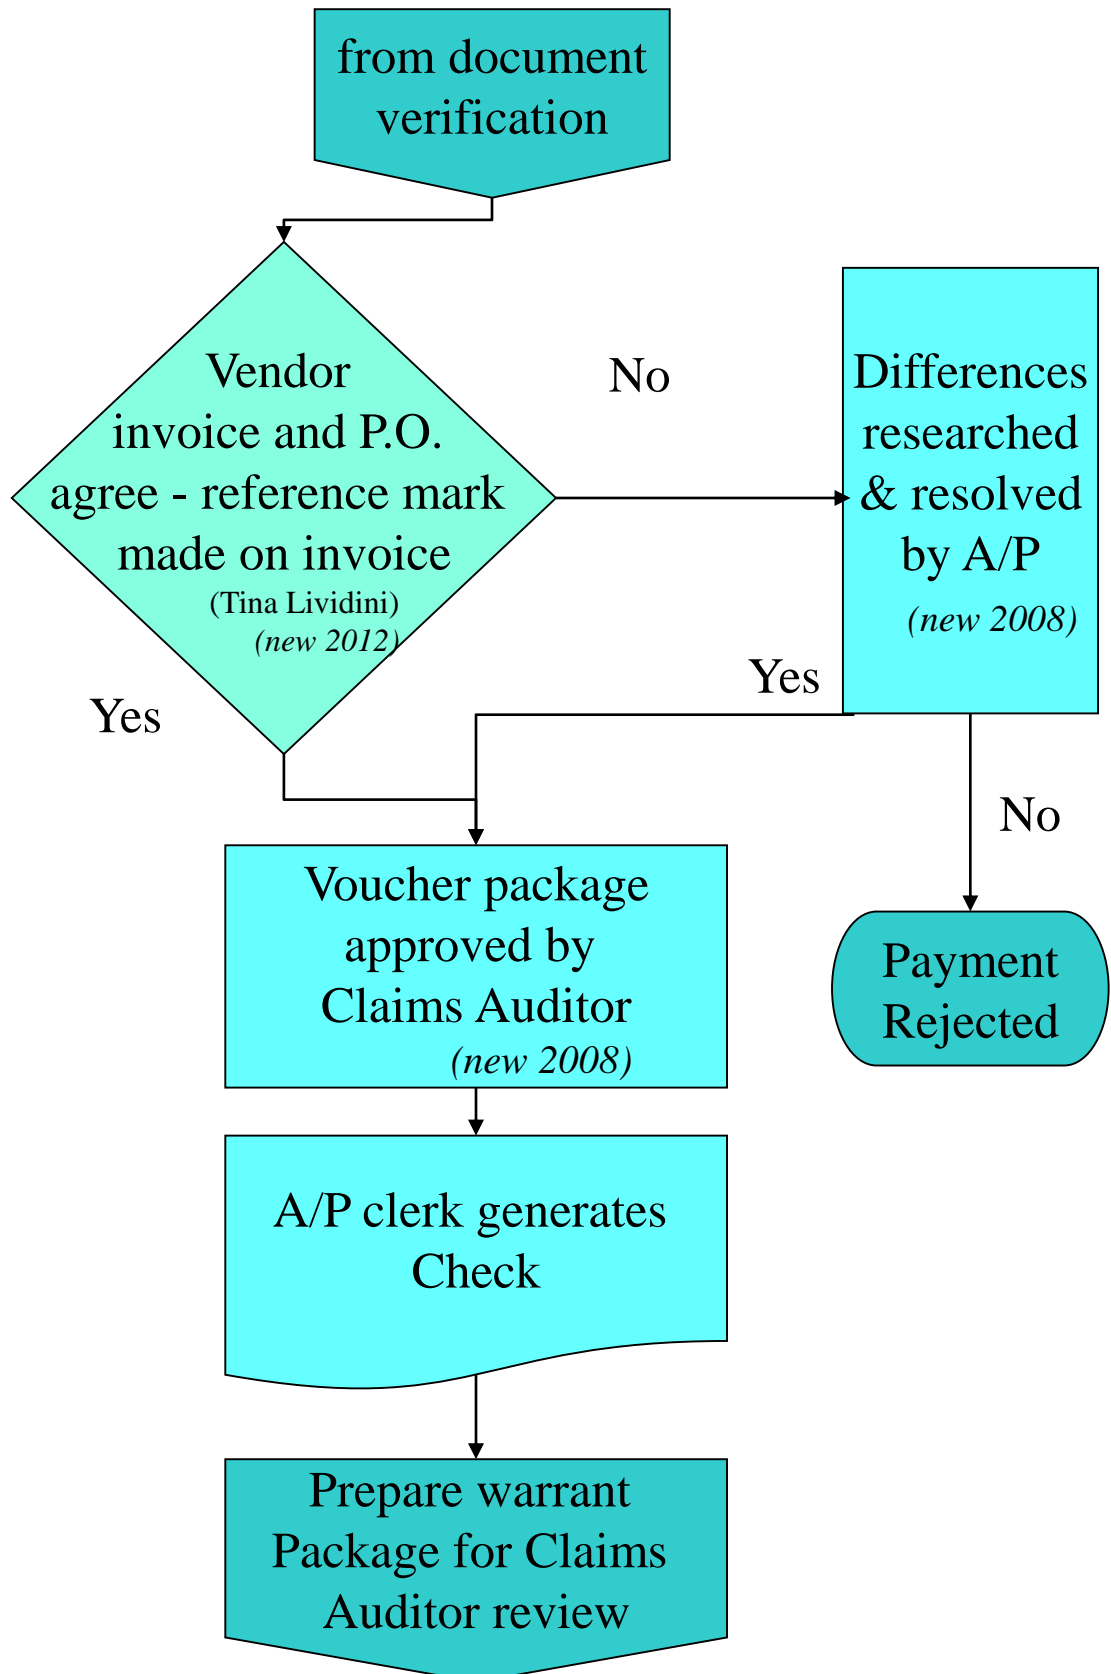 from document
verification
Vendor
invoice and P.O.
agree - reference mark
made on invoice
(Tina Lividini)
(new 2012)
No
Differences
researched
& resolved
by A/P
(new 2008)
Yes
Yes
No
Voucher package
approved by
Claims Auditor
(new 2008)
Payment
Rejected
A/P clerk generates
Check
Prepare warrant
Package for Claims
Auditor review